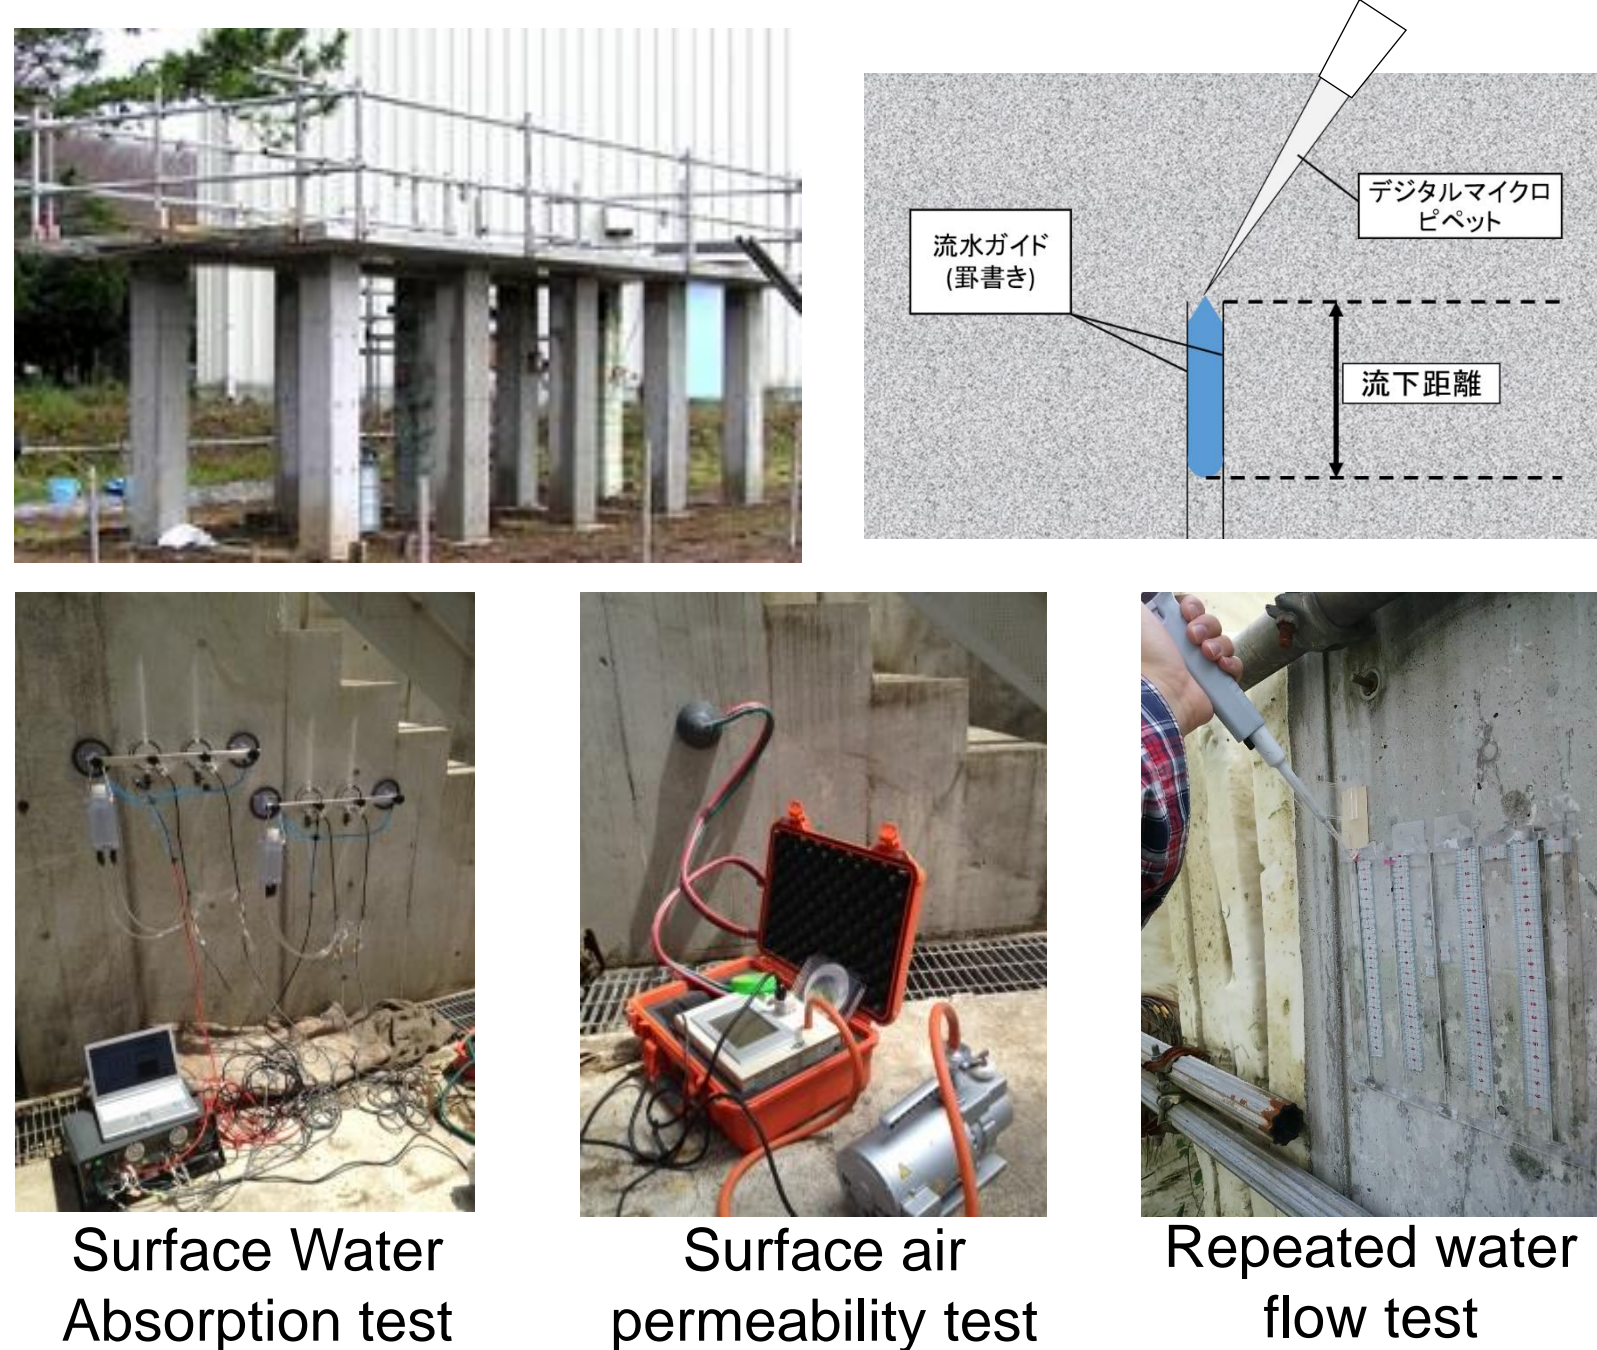 デジタルマイクロ
ピペット
流水ガイド
(罫書き)
流下距離
Surface Water
Absorption test
Surface air
permeability test
Repeated water
flow test